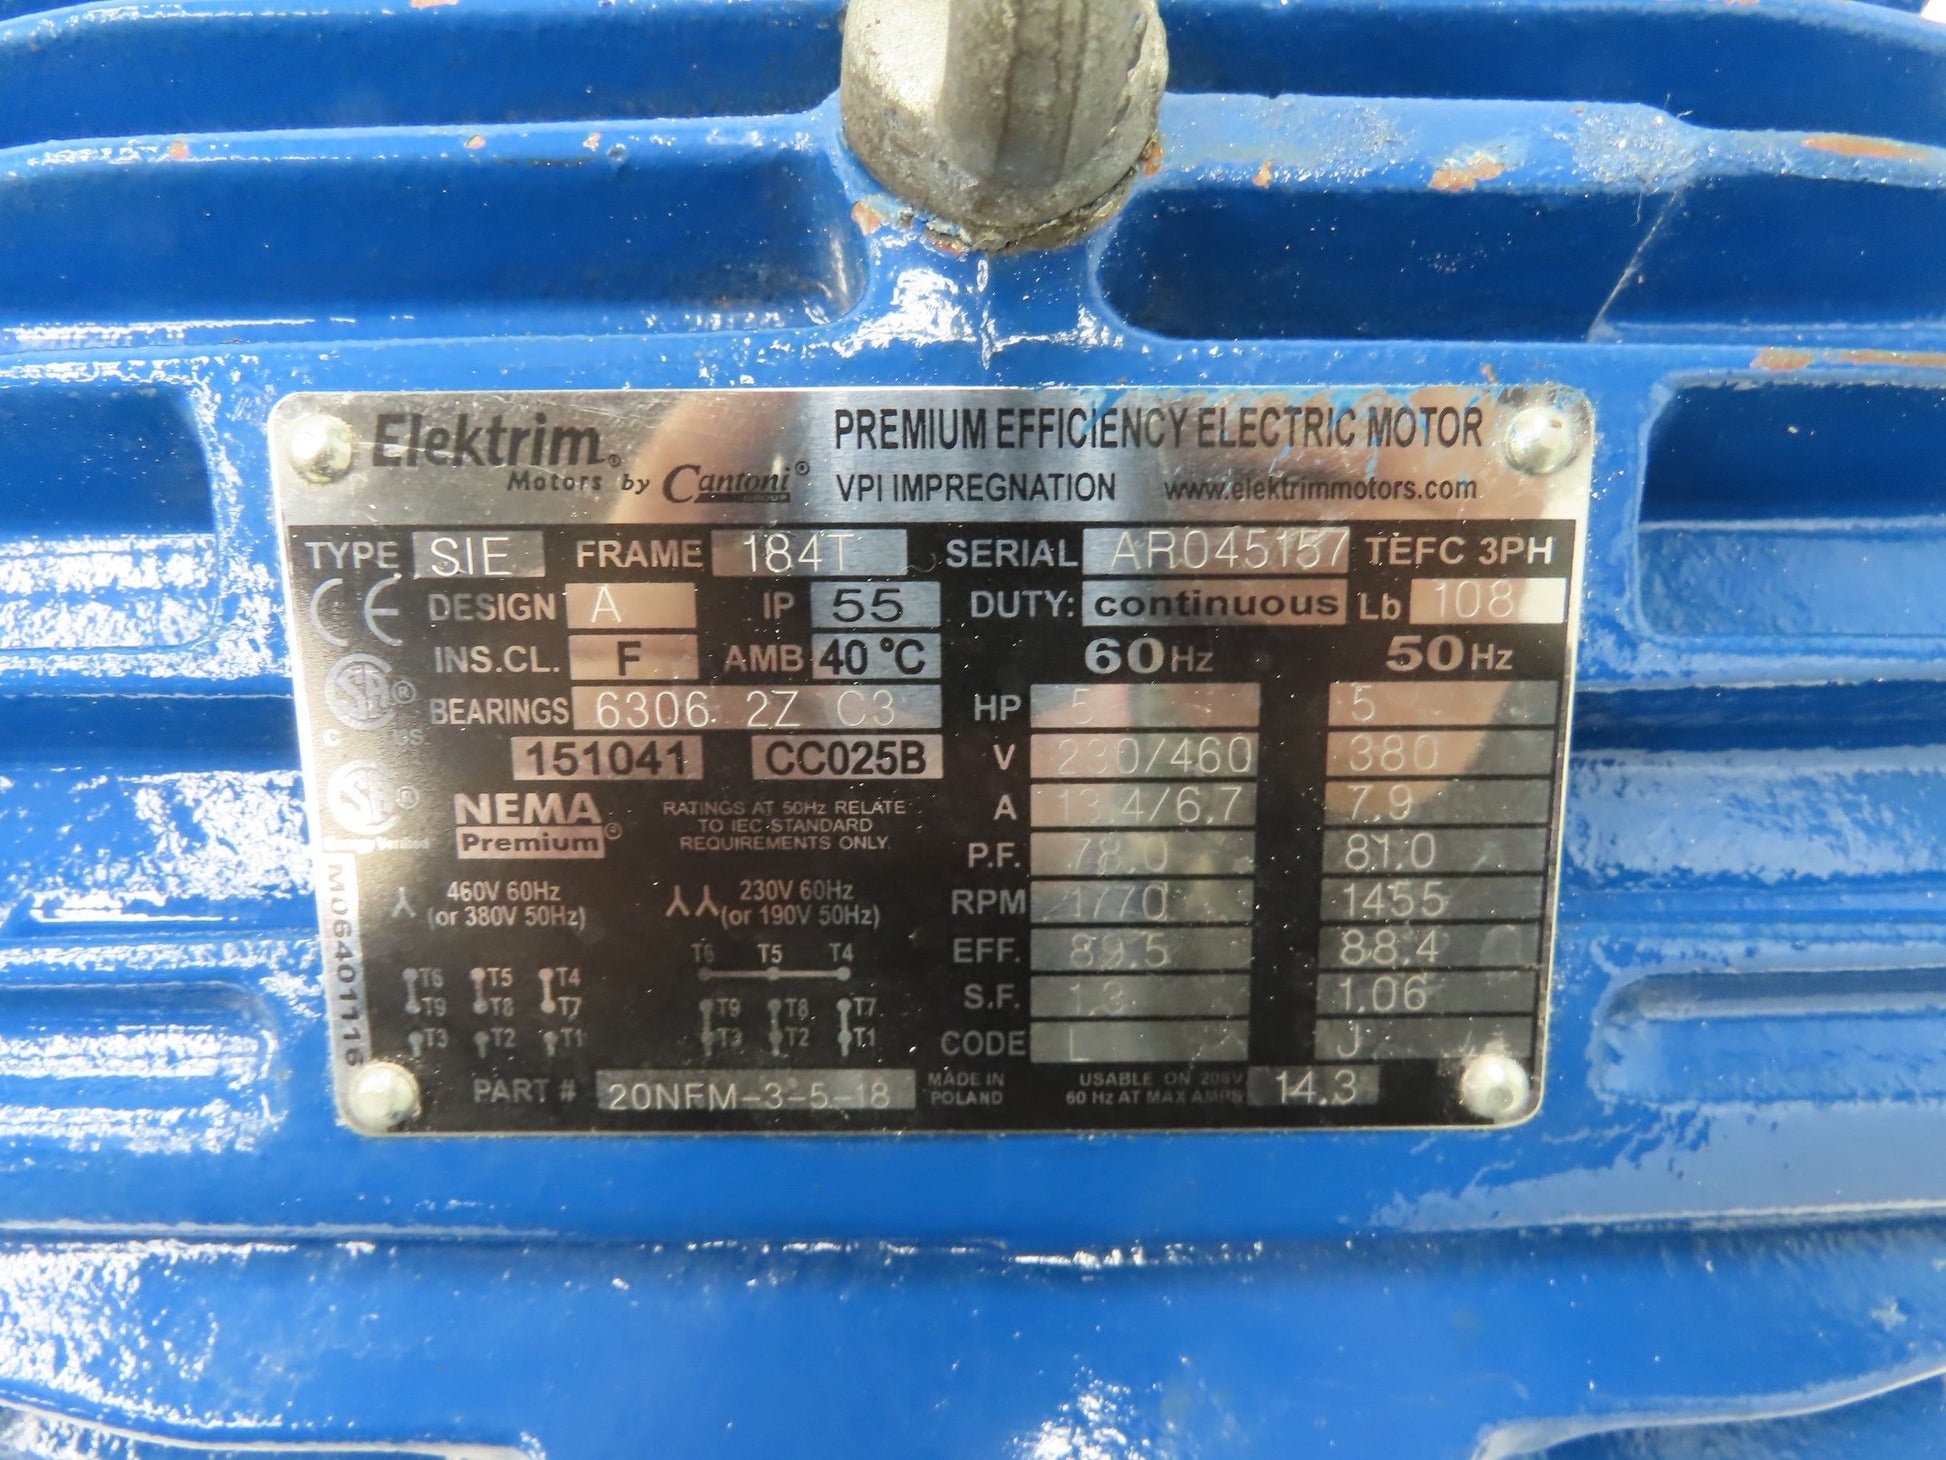 Elektrim®
Motors by Cantoni®
GROUP
PREMIUM EFFICIENCY ELECTRIC MOTOR
VPI IMPREGNATION www.elektrimmotors.com
TYPE SIE FRAME 184T SERIAL AR045157 TEFC 3PH
CE DESIGN A IP 55 DUTY: continuous Lb 108
INS.CL. F AMB 40 °C 60Hz 50Hz
BEARINGS 6306 2Z C3
C US
151041 CC025B
NEMA
Premium®
RATINGS AT 50Hz RELATE
TO IEC STANDARD
REQUIREMENTS ONLY.
HP 5 5
V 230/460 380
A 13.4/6.7 7.9
P.F. 78.0 81.0
RPM 1770 1455
EFF. 89.5 88.4
S.F. 1.3 1.06
CODE L J
Energy Verified
M064011116
460V 60Hz
(or 380V 50Hz)
230V 60Hz
(or 190V 50Hz)
T6 T5 T4
T9 T8 T7
T3 T2 T1
T6 T5 T4
T9 T8 T7
T3 T2 T1
PART # 20NFM-3-5-18
MADE IN
POLAND
USABLE ON 208V
60 Hz AT MAX AMPS 14.3